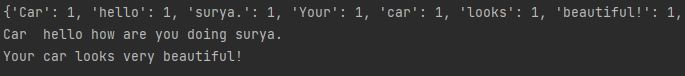 {'Car': 1, 'hello': 1, 'surya.': 1, 'Your': 1, 'car': 1, 'looks': 1, 'beautiful!': 1,
Car  hello how are you doing surya.
Your car looks very beautiful!